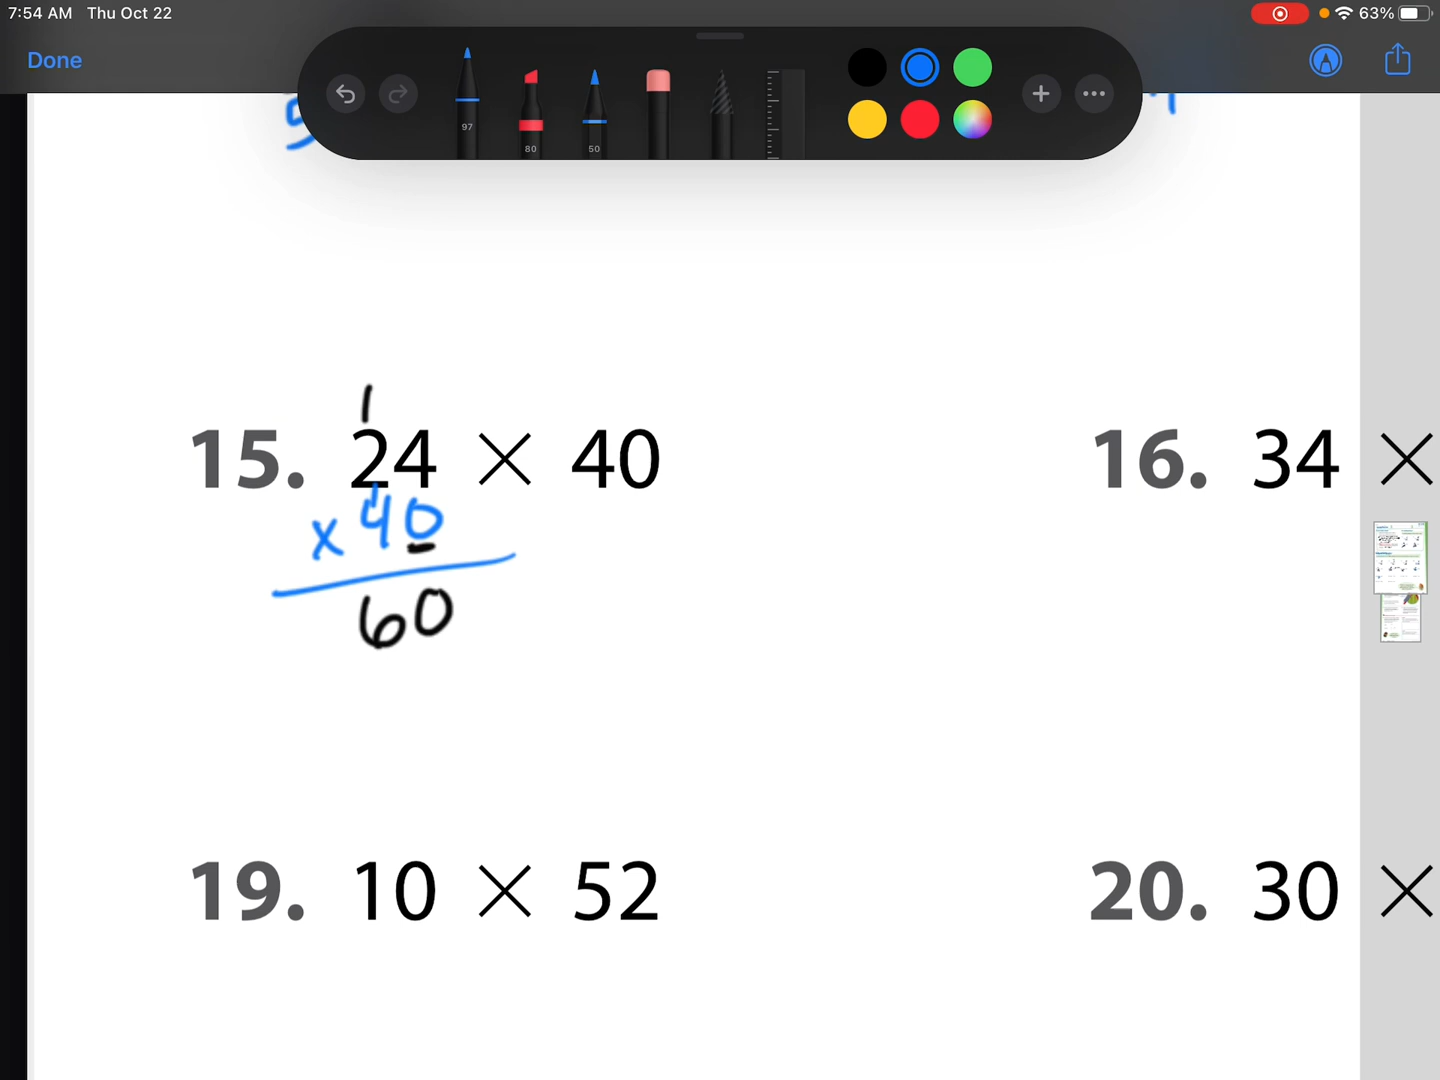 7:54 AM Thu Oct 22
63%
Done
97
80
50
5
1
15. 24 × 40
16. 34 ×
x 40
60
19. 10 × 52
20. 30 ×